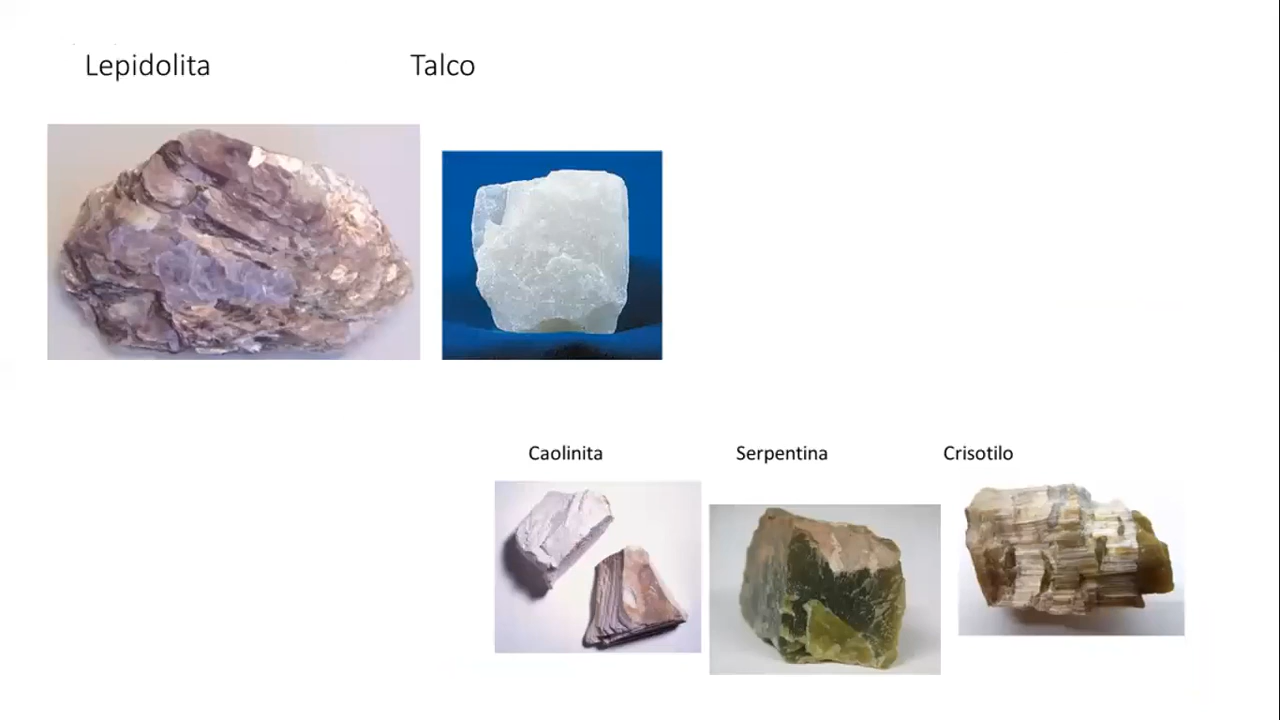 Lepidolita
Talco
Caolinita
Serpentina
Crisotilo